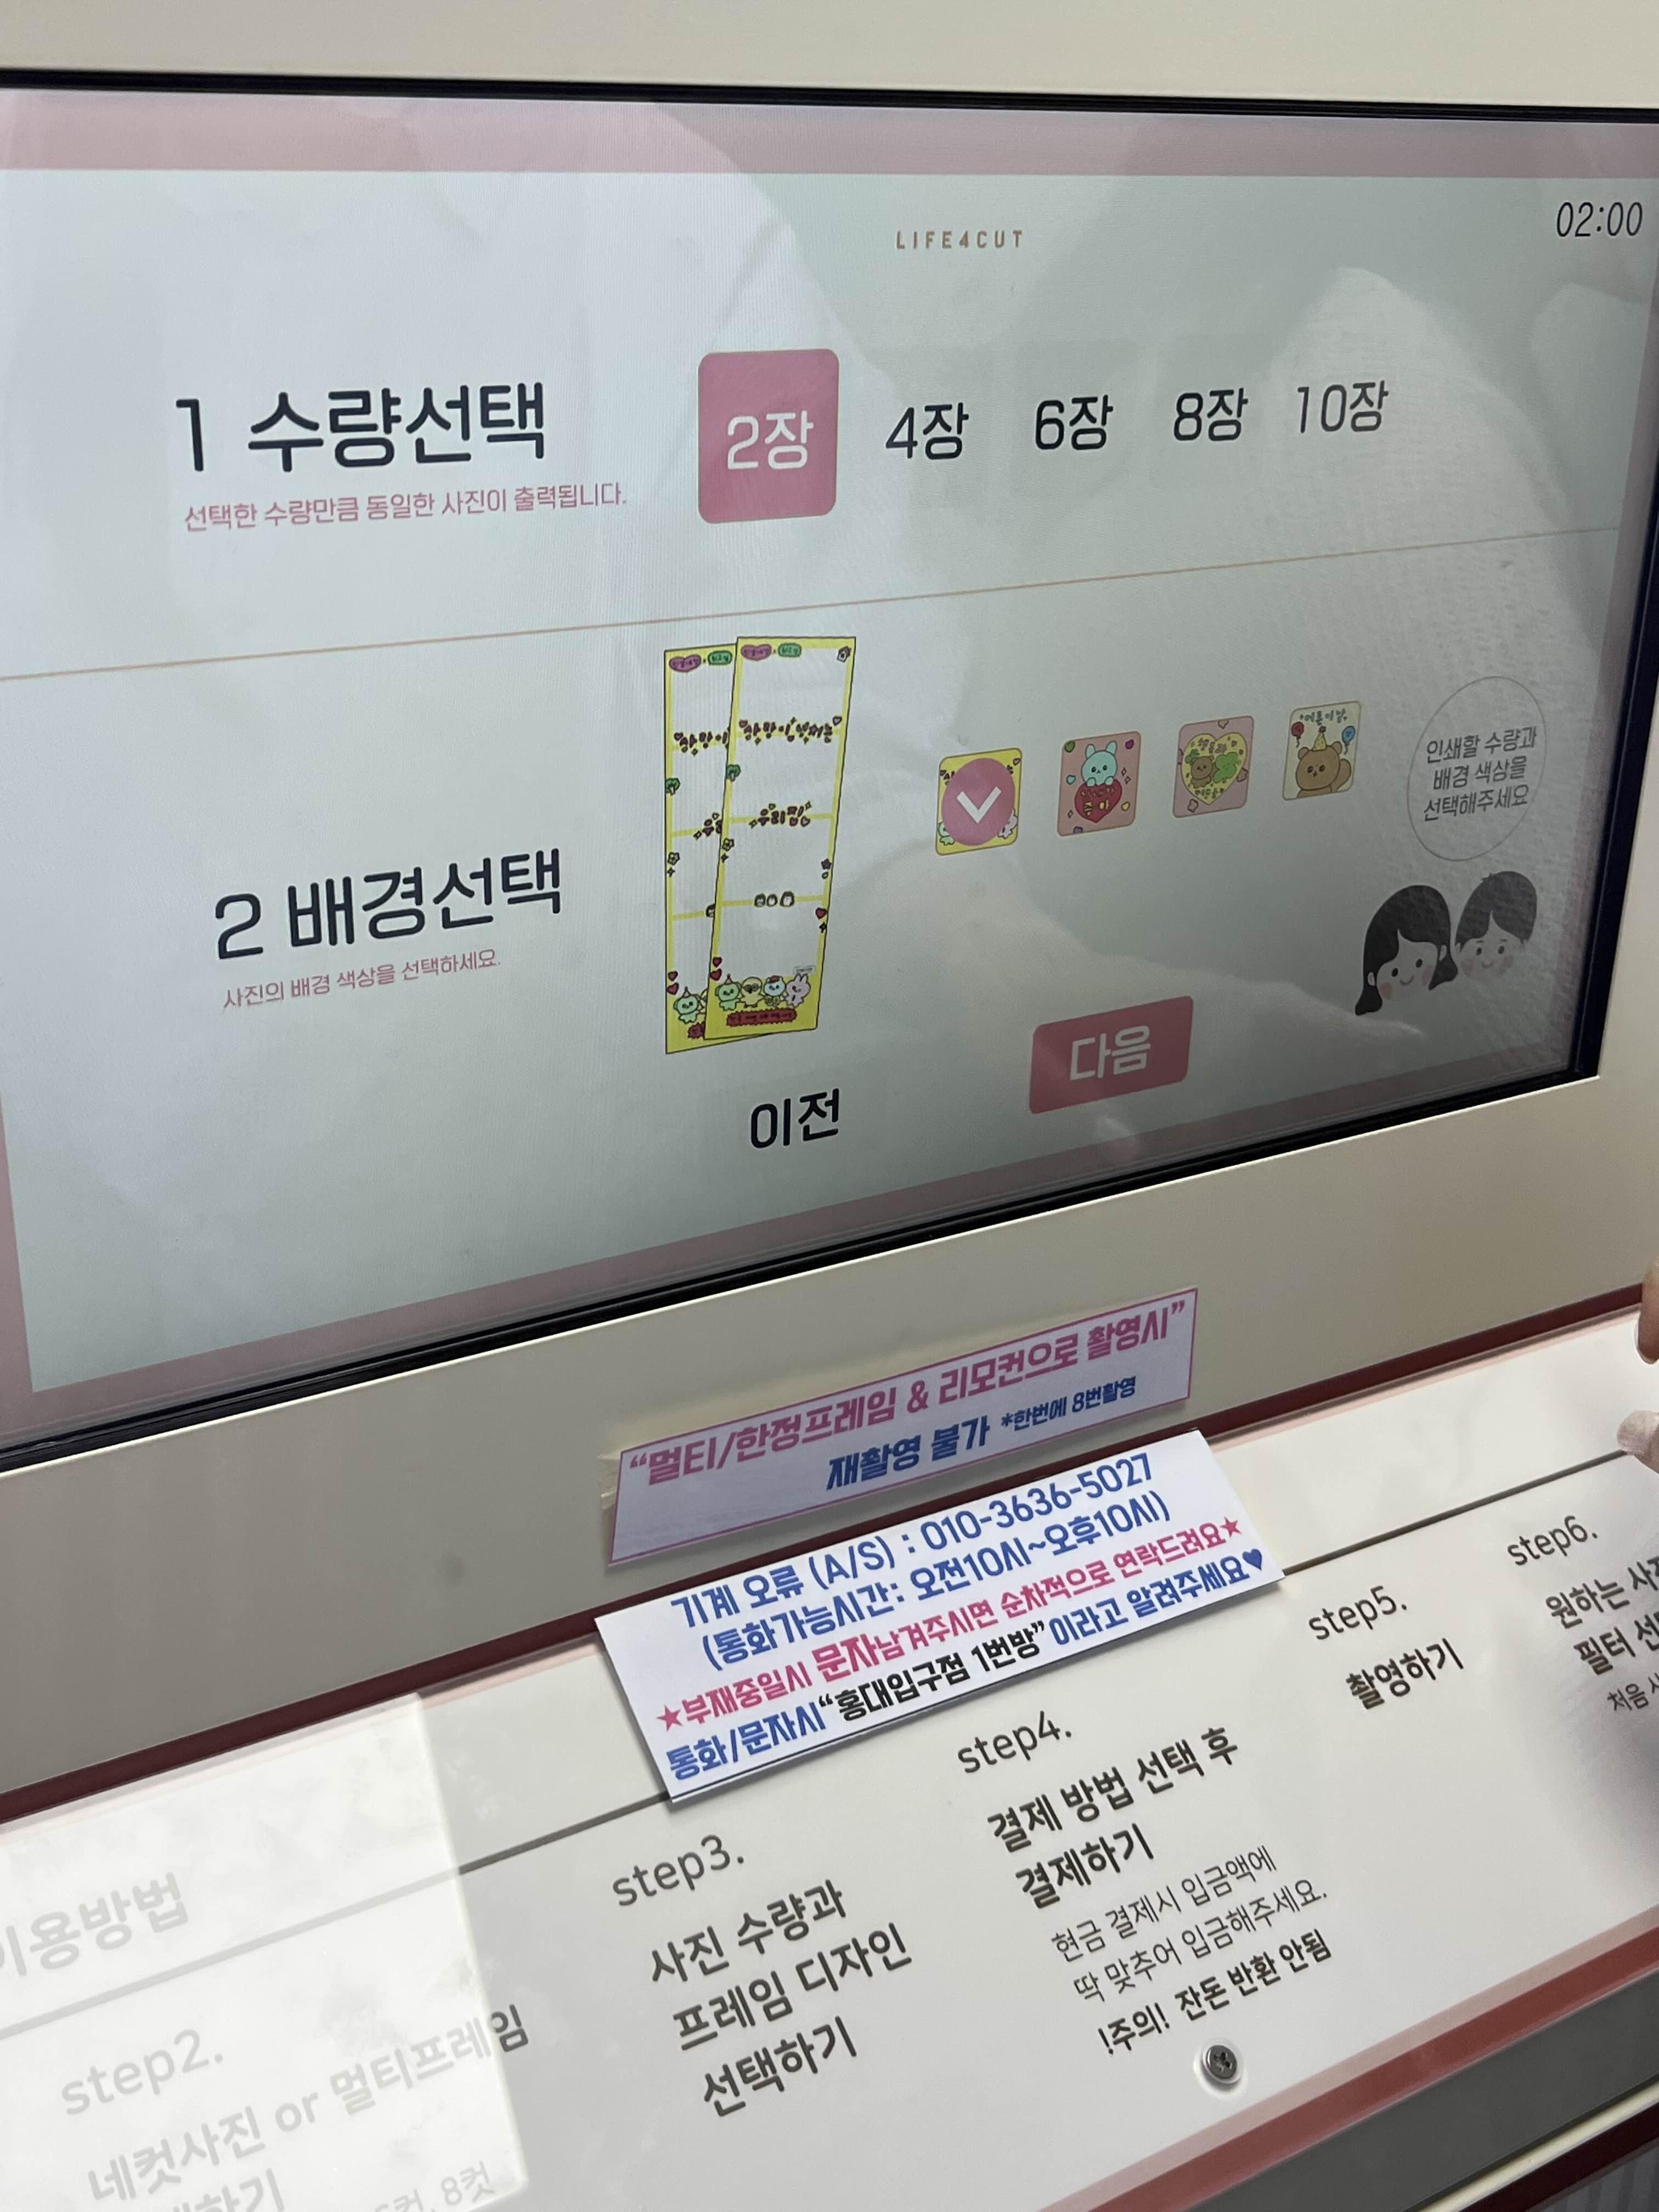 02:00
LIFE4CUT
1 수량선택
선택한 수량만큼 동일한 사진이 출력됩니다.
2장 4장 6장 8장 10장
2 배경선택
사진의 배경 색상을 선택하세요.
인쇄할 수량과
배경 색상을
선택해주세요
이전
다음
“멀티/한정프레임 & 리모컨으로 촬영시”
재촬영 불가 *한번에 8번촬영
기계 오류 (A/S) : 010-3636-5027
(통화가능시간: 오전10시~오후10시)
★부재중일시 문자남겨주시면 순차적으로 연락드려요★
통화/문자시“홍대입구점 1번방”이라고 알려주세요♥
이용방법
step2.
네컷사진 or 멀티프레임
8컷
step3.
사진 수량과
프레임 디자인
선택하기
step4.
결제 방법 선택 후
결제하기
현금 결제시 입금액에
딱 맞추어 입금해주세요.
!주의! 잔돈 반환 안됨
step5.
촬영하기
step6.
원하는
필터
처음